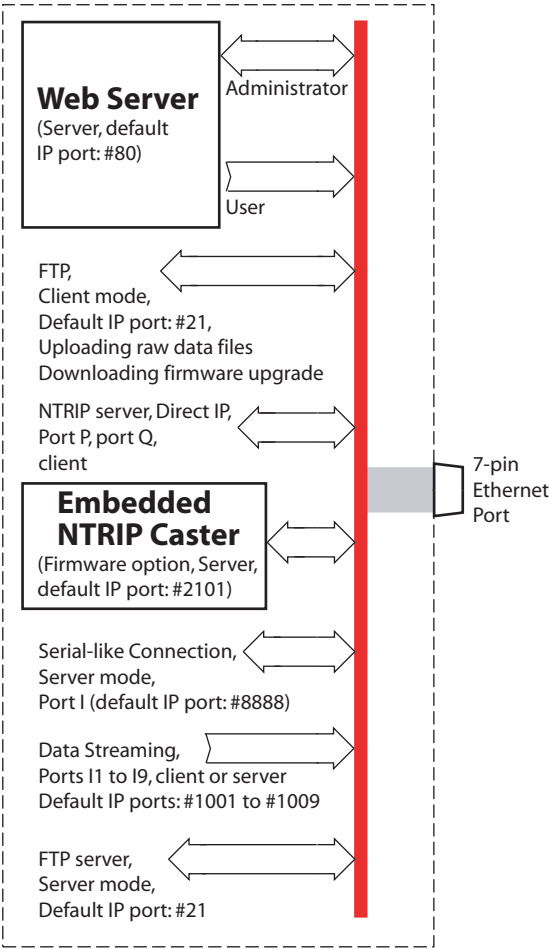 Web Server
(Server, default
IP port: #80)
Administrator
User
FTP,
Client mode,
Default IP port: #21,
Uploading raw data files
Downloading firmware upgrade
NTRIP server, Direct IP,
Port P, port Q,
client
7-pin
Ethernet
Port
Embedded
NTRIP Caster
(Firmware option, Server,
default IP port: #2101)
Serial-like Connection,
Server mode,
Port I (default IP port: #8888)
Data Streaming,
Ports I1 to I9, client or server
Default IP ports: #1001 to #1009
FTP server,
Server mode,
Default IP port: #21